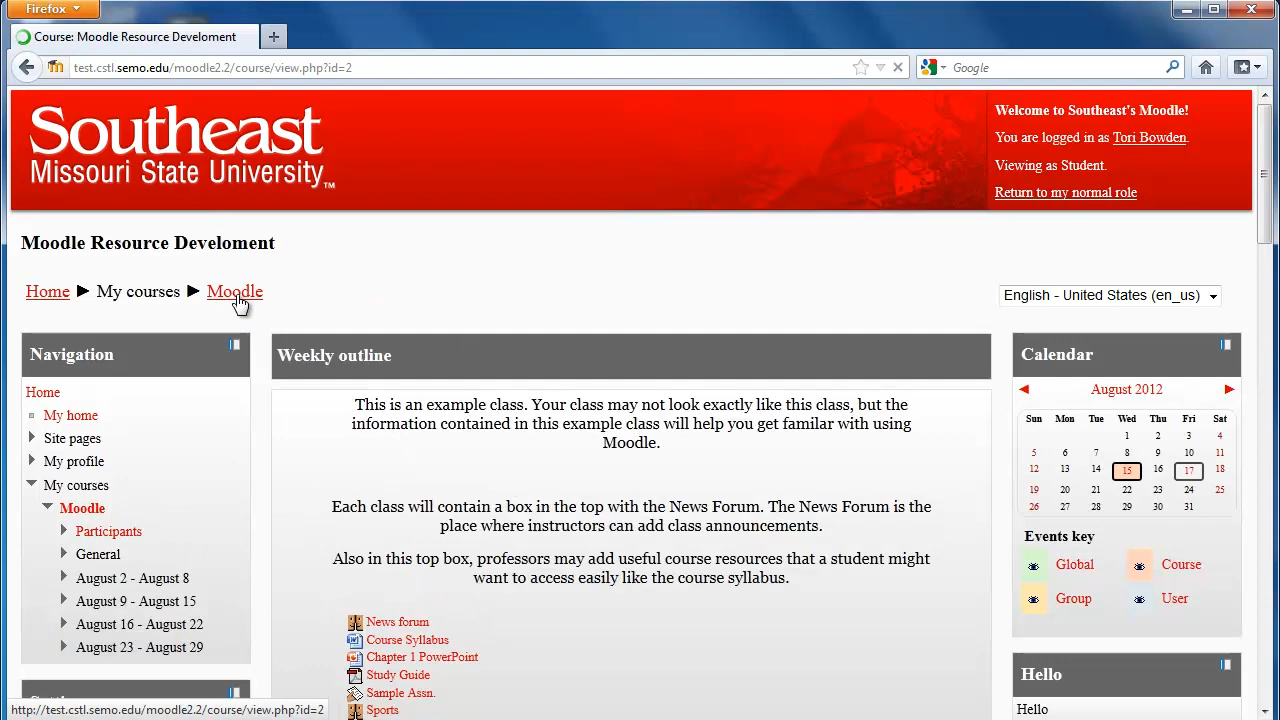 Firefox
Course: Moodle Resource Develoment
test.cstl.semo.edu/moodle2.2/course/view.php?id=2
Google
Southeast
Missouri State University™
Welcome to Southeast's Moodle!
You are logged in as Tori Bowden.
Viewing as Student.
Return to my normal role
Moodle Resource Develoment
Home ► My courses ► Moodle
English - United States (en_us)
Navigation
Home
My home
Site pages
My profile
My courses
Moodle
Participants
General
August 2 - August 8
August 9 - August 15
August 16 - August 22
August 23 - August 29
Weekly outline
This is an example class. Your class may not look exactly like this class, but the
information contained in this example class will help you get familar with using
Moodle.
Each class will contain a box in the top with the News Forum. The News Forum is the
place where instructors can add class announcements.
Also in this top box, professors may add useful course resources that a student might
want to access easily like the course syllabus.
News forum
Course Syllabus
Chapter 1 PowerPoint
Study Guide
Sample Assn.
Sports
Calendar
August 2012
Sun Mon Tue Wed Thu Fri Sat
1 2 3 4
5 6 7 8 9 10 11
12 13 14 15 16 17 18
19 20 21 22 23 24 25
26 27 28 29 30 31
Events key
Global Course
Group User
Hello
Hello
http://test.cstl.semo.edu/moodle2.2/course/view.php?id=2